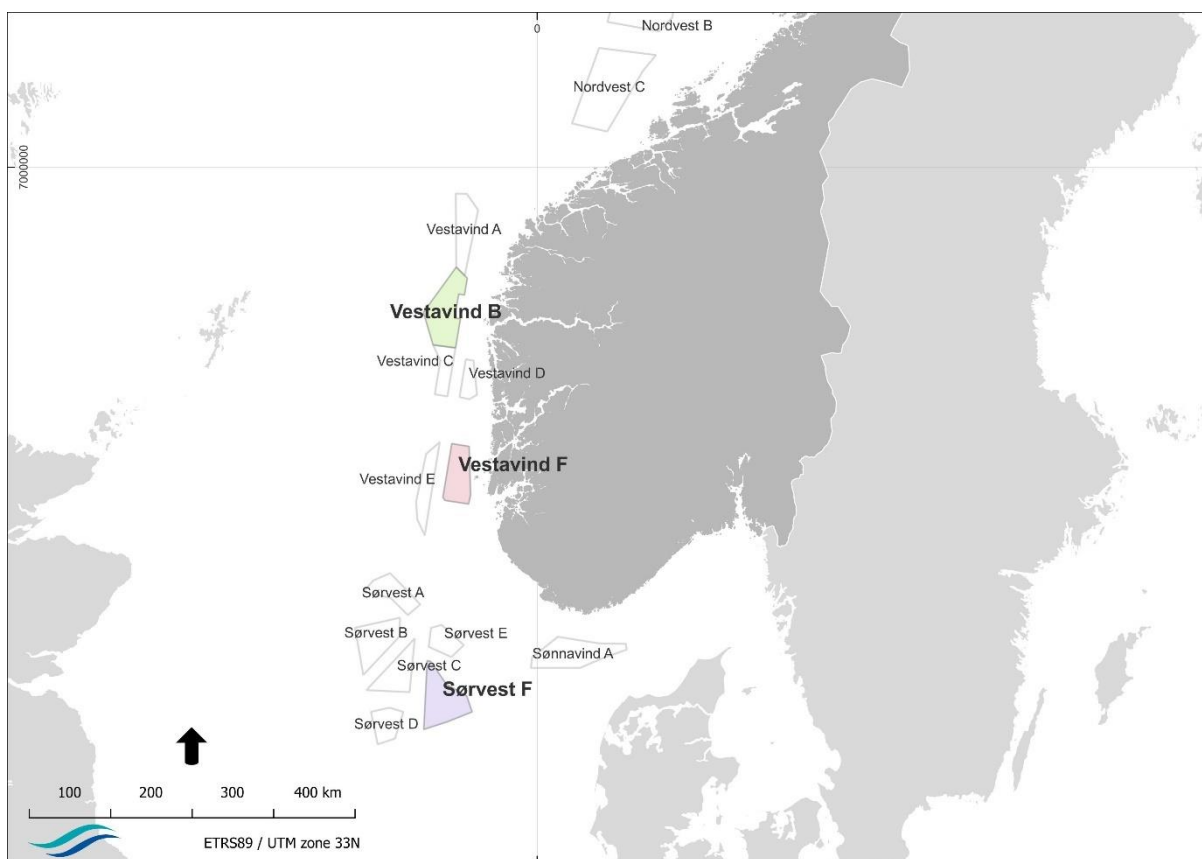 Nordvest B
0
Nordvest C
7000000
Vestavind A
Vestavind B
Vestavind C
Vestavind D
Vestavind F
Vestavind E
Sørvest A
Sørvest B
Sørvest E
Sønnavind A
Sørvest C
Sørvest F
Sørvest D
100 200 300 400 km
ETRS89 / UTM zone 33N